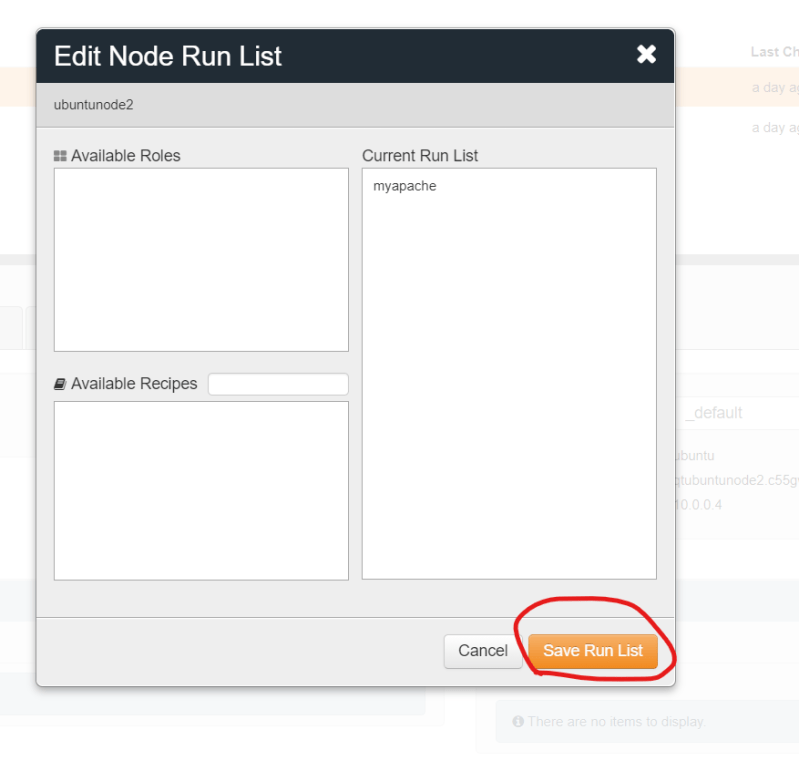 Edit Node Run List
Last Ch
ubuntunode2
a day ag
a day ag
Available Roles
Current Run List
myapache
Available Recipes
_default
ubuntu
qtubuntunode2.c55gv
10.0.0.4
Cancel
Save Run List
There are no items to display.